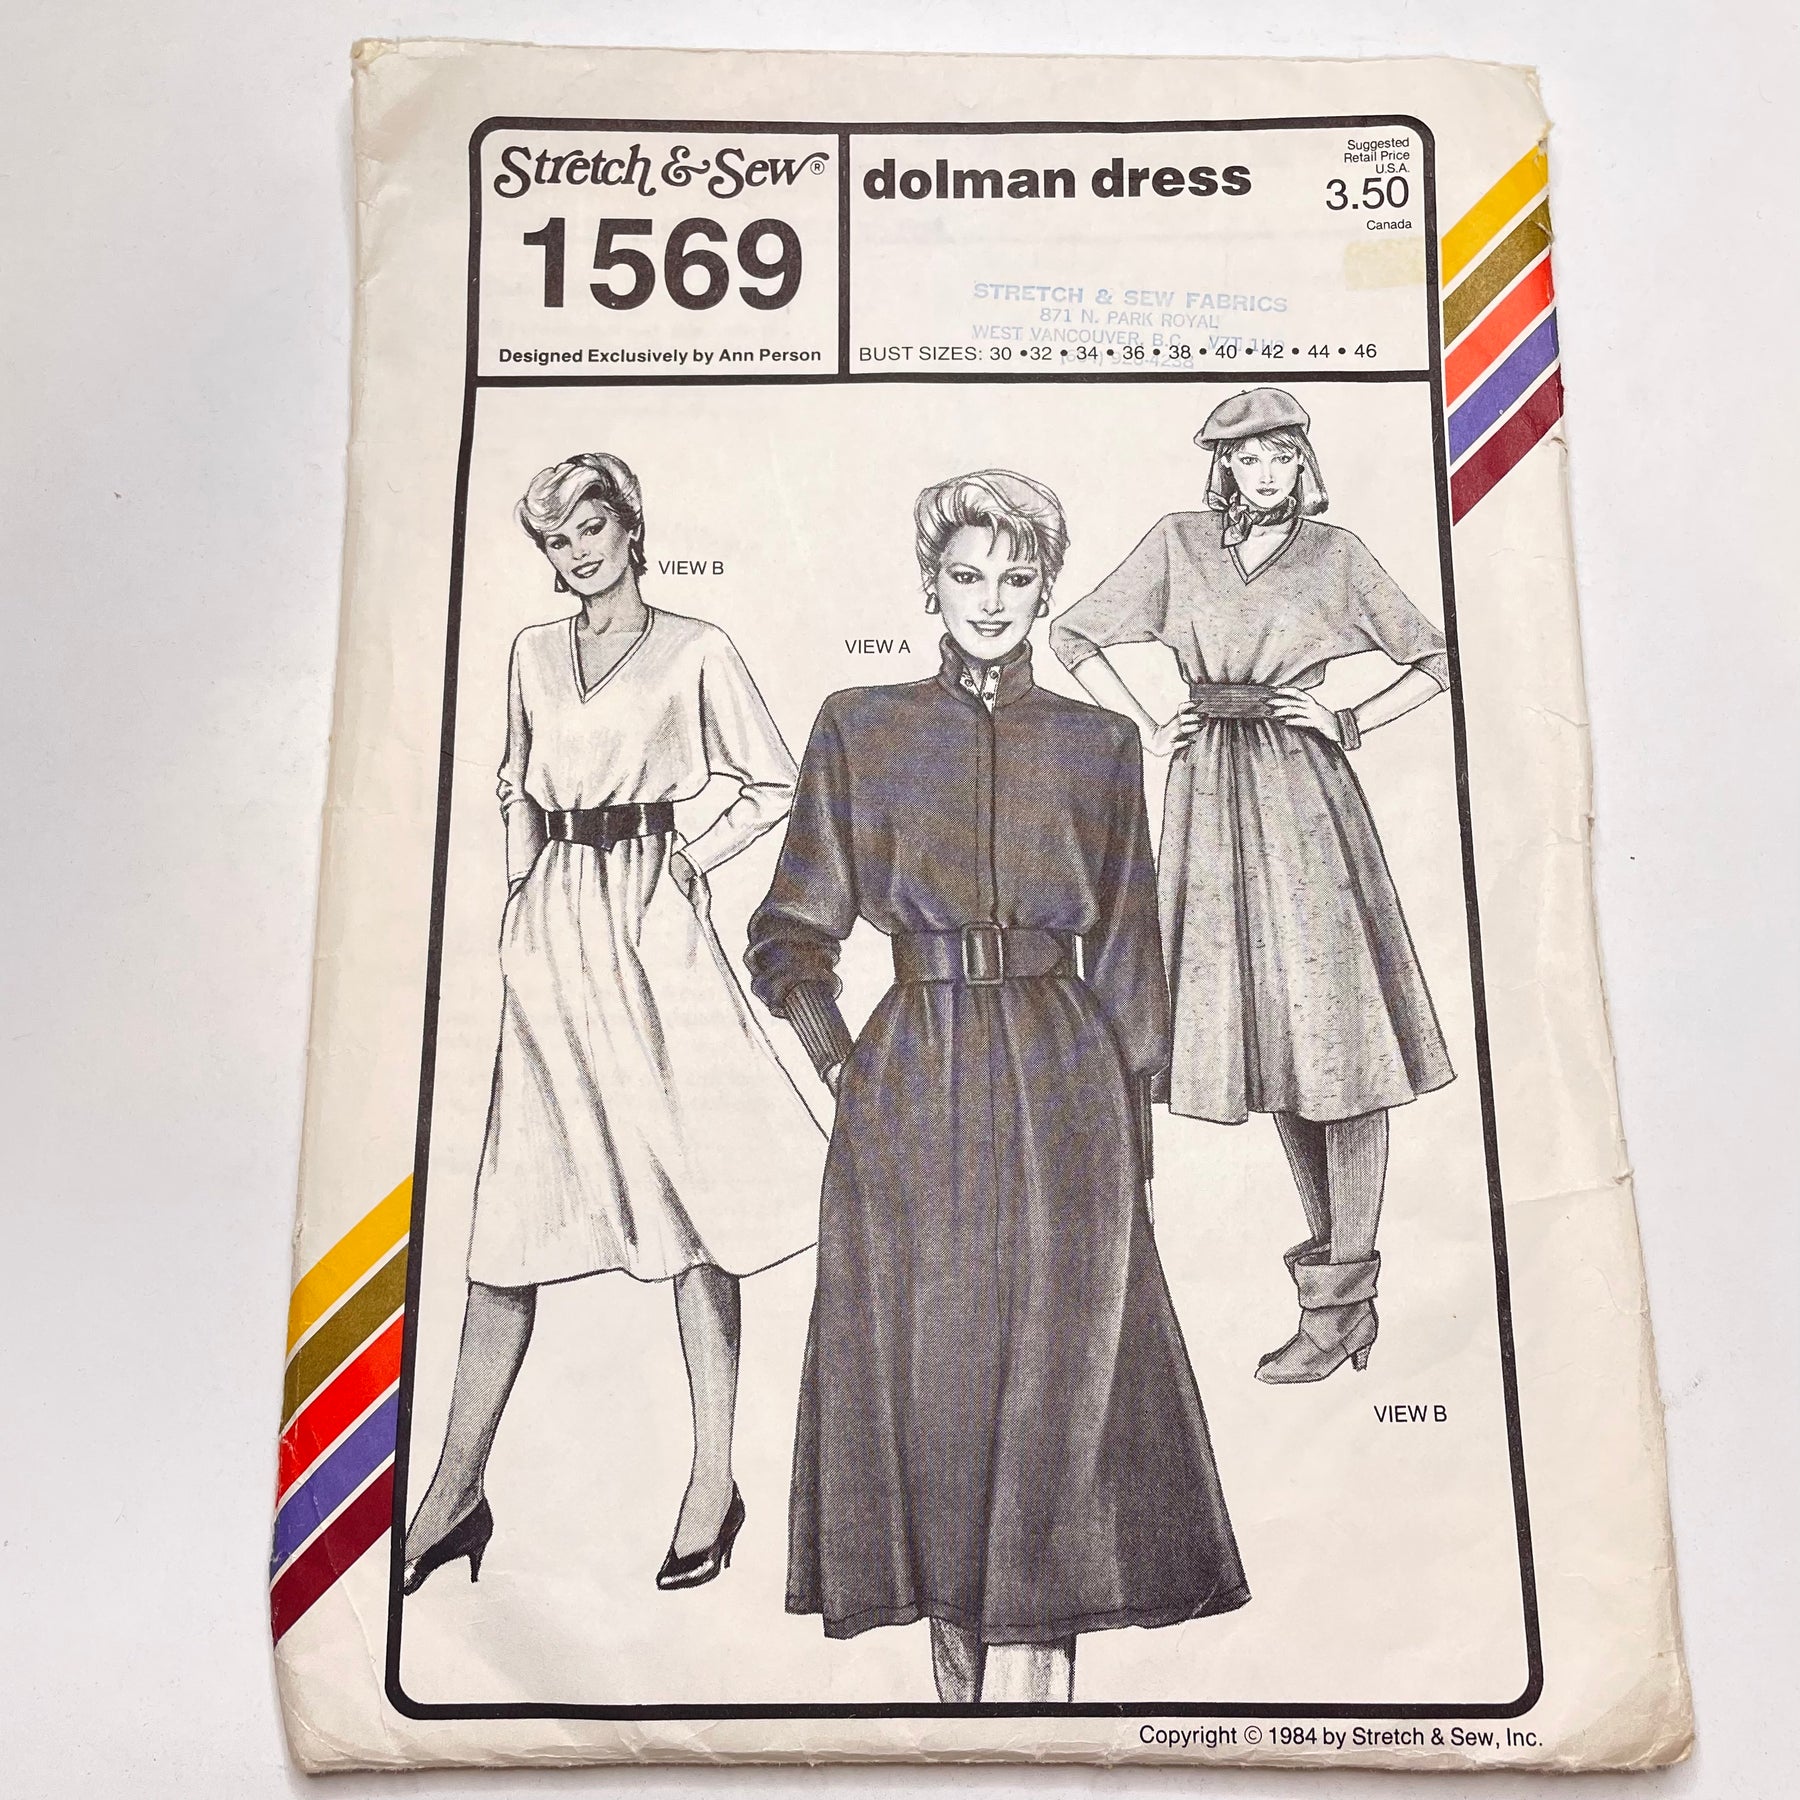 Stretch & Sew®
1569
Designed Exclusively by Ann Person
dolman dress
Suggested
Retail Price
U.S.A.
3.50
Canada
STRETCH & SEW FABRICS
871 N. PARK ROYAL
WEST VANCOUVER, B.C. V7T
BUST SIZES: 30 • 32 • 34 • 36 • 38 • 40 • 42 • 44 • 46
VIEW B
VIEW A
VIEW B
Copyright © 1984 by Stretch & Sew, Inc.